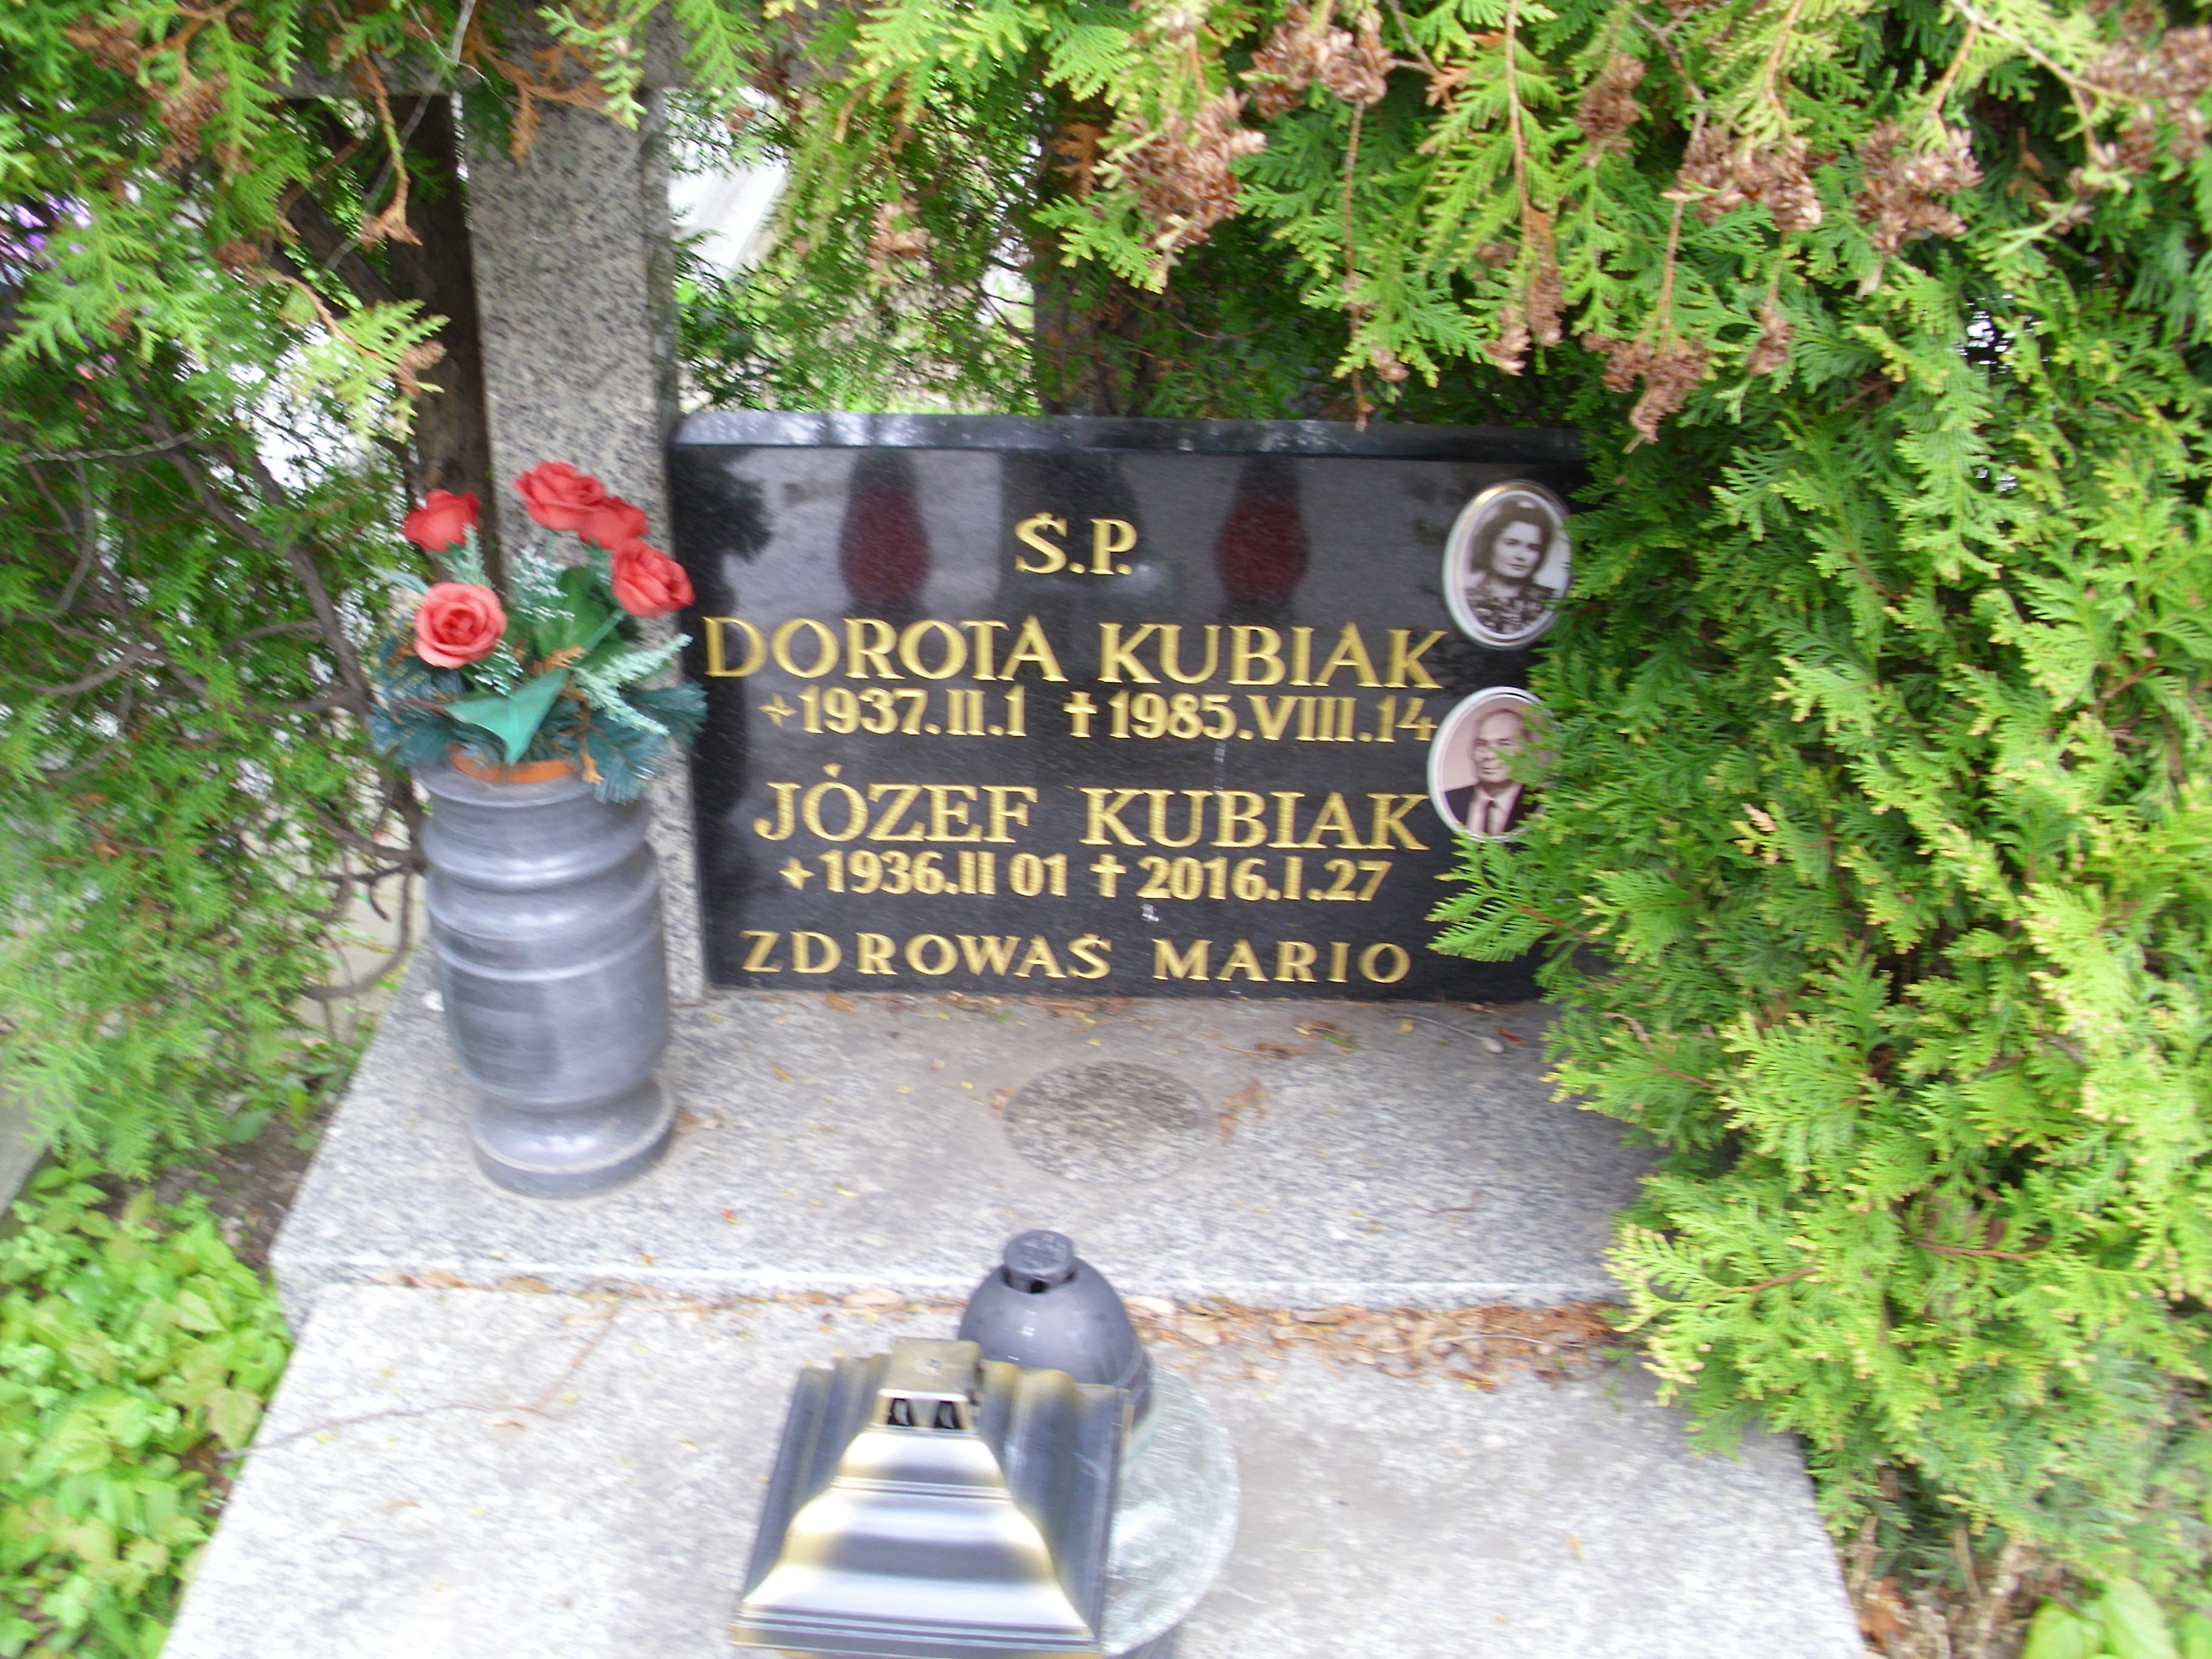 Ś.P.
DOROTA KUBIAK
+1937.II.1 †1985.VIII.14
JÓZEF KUBIAK
+1936.II 01 †2016.I.27
ZDROWAŚ MARIO